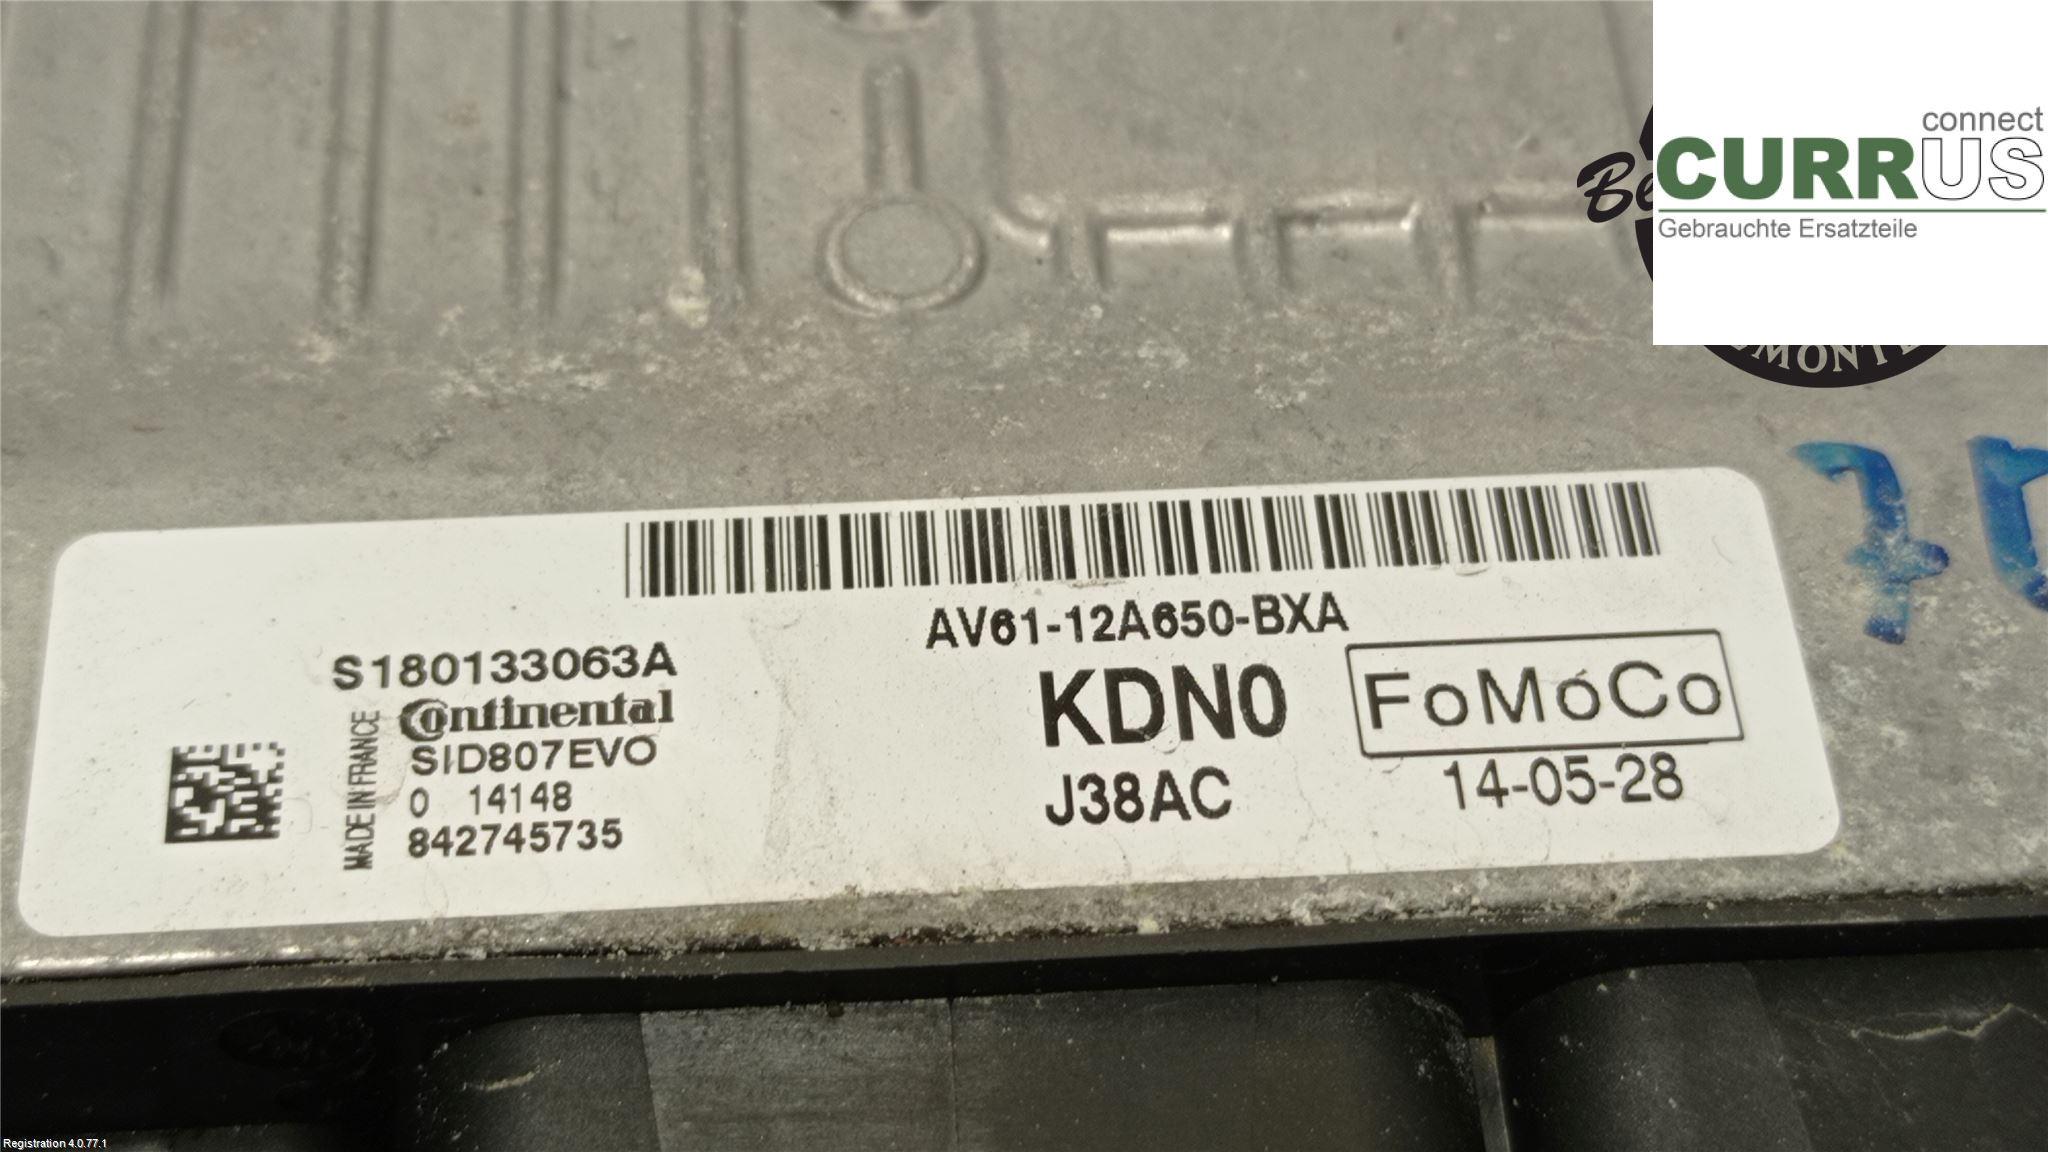 connect
CURRUS
Gebrauchte Ersatzteile
AV61-12A650-BXA
S180133063A
Continental
SID807EVO
0 14148
842745735
MADE IN FRANCE
KDN0
J38AC
FoMoCo
14-05-28
Registration 4.0.77.1